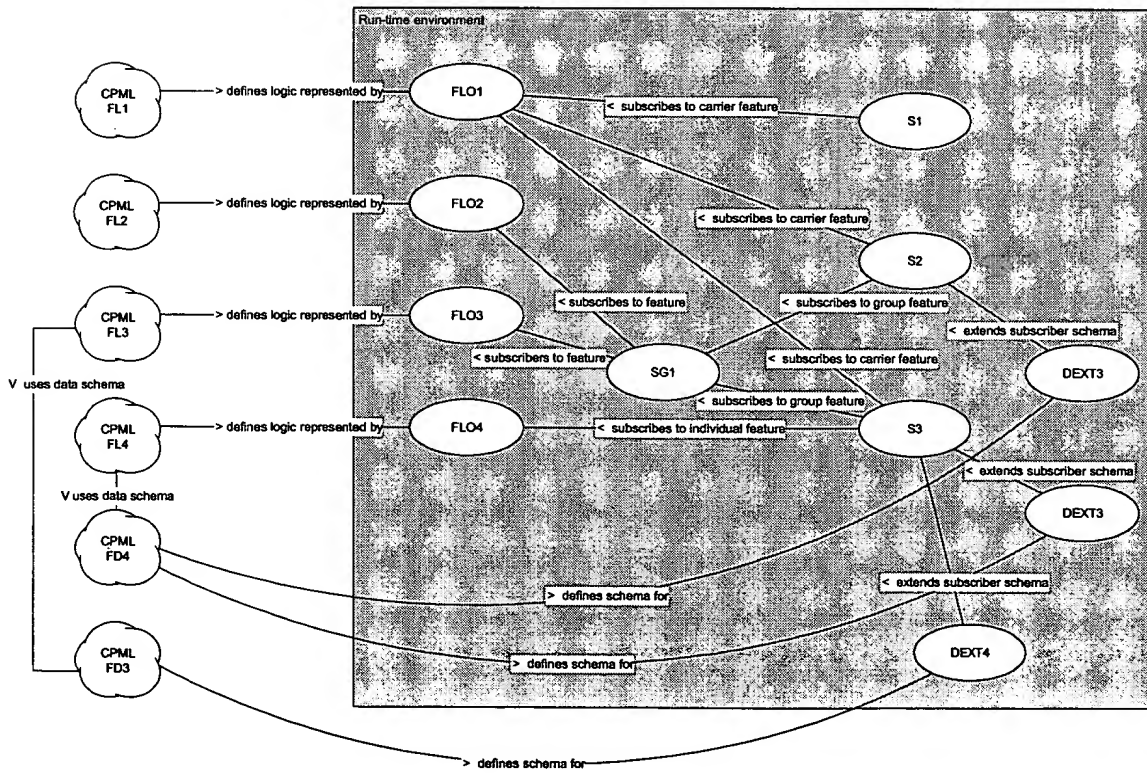 Run-time environment
CPML
FL1
> defines logic represented by
FLO1
< subscribes to carrier feature
S1
CPML
FL2
> defines logic represented by
FLO2
< subscribes to carrier feature
S2
CPML
FL3
> defines logic represented by
FLO3
< subscribes to feature
< subscribes to group feature
< extends subscriber schema
< subscribers to feature
SG1
< subscribes to carrier feature
DEXT3
V uses data schema
< subscribes to group feature
CPML
FL4
> defines logic represented by
FLO4
< subscribes to individual feature
S3
< extends subscriber schema
V uses data schema
DEXT3
CPML
FD4
< extends subscriber schema
> defines schema for
> defines schema for
CPML
FD3
DEXT4
> defines schema for